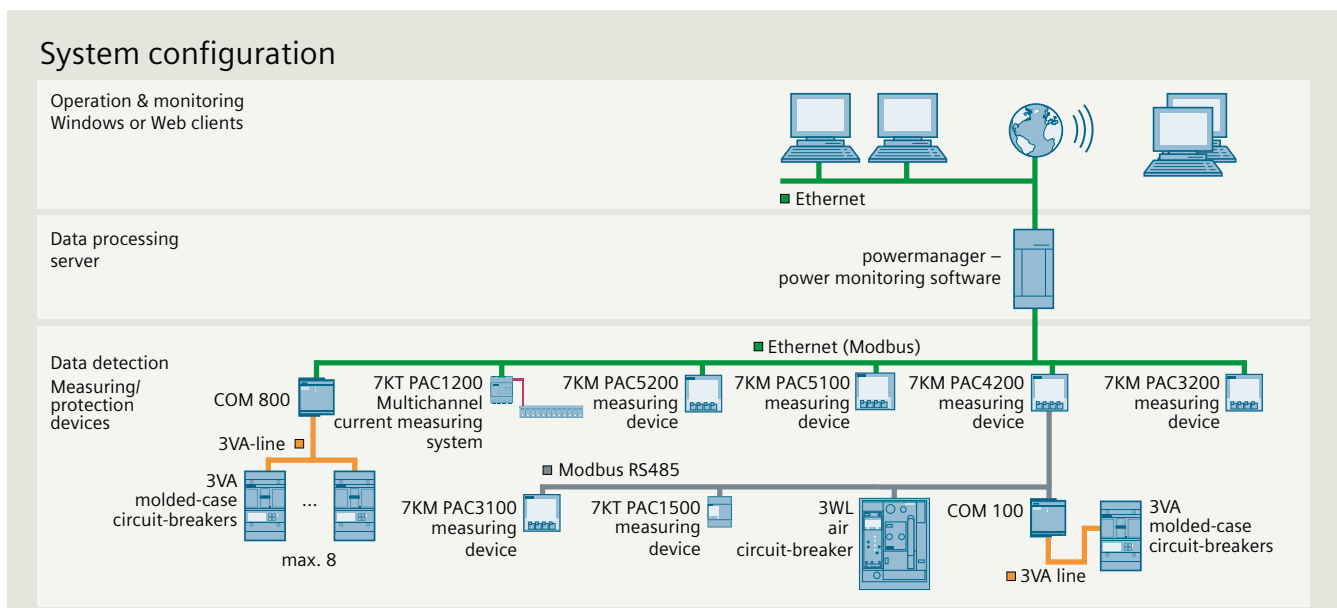 System configuration
Operation & monitoring
Windows or Web clients
Ethernet
Data processing
server
powermanager –
power monitoring software
Data detection
Measuring/
protection
devices
Ethernet (Modbus)
COM 800
7KT PAC1200
Multichannel
current measuring
system
7KM PAC5200
measuring
device
7KM PAC5100
measuring
device
7KM PAC4200
measuring
device
7KM PAC3200
measuring
device
3VA-line
3VA
molded-case
circuit-breakers
...
max. 8
Modbus RS485
7KM PAC3100
measuring
device
7KT PAC1500
measuring
device
3WL
air
circuit-breaker
COM 100
3VA
molded-case
circuit-breakers
3VA line